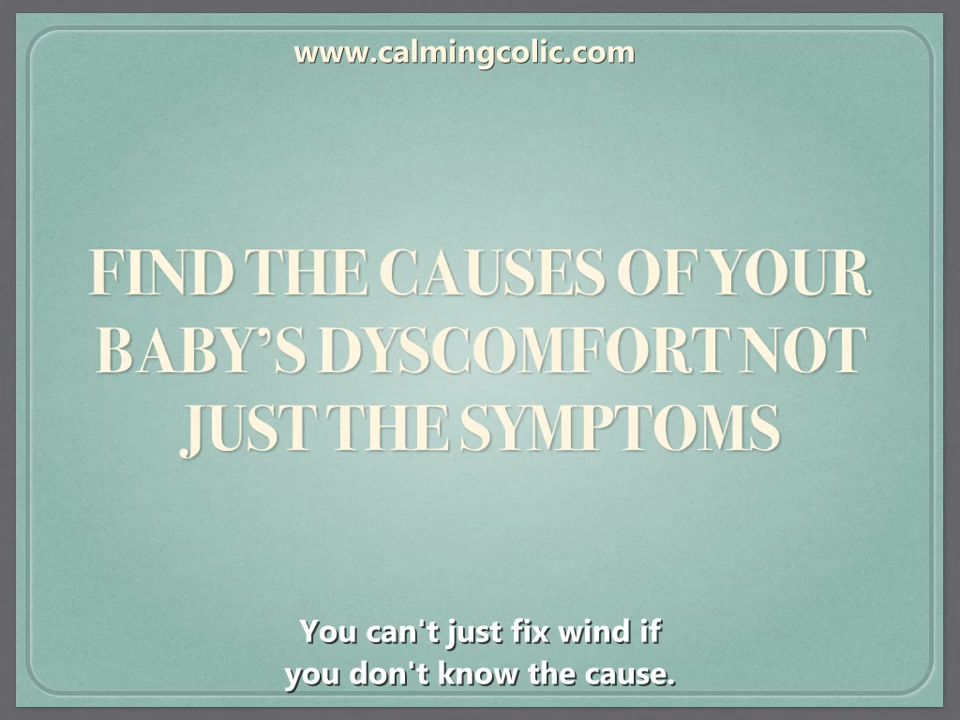 www.calmingcolic.com
FIND THE CAUSES OF YOUR
BABY’S DYSCOMFORT NOT
JUST THE SYMPTOMS
You can't just fix wind if
you don't know the cause.